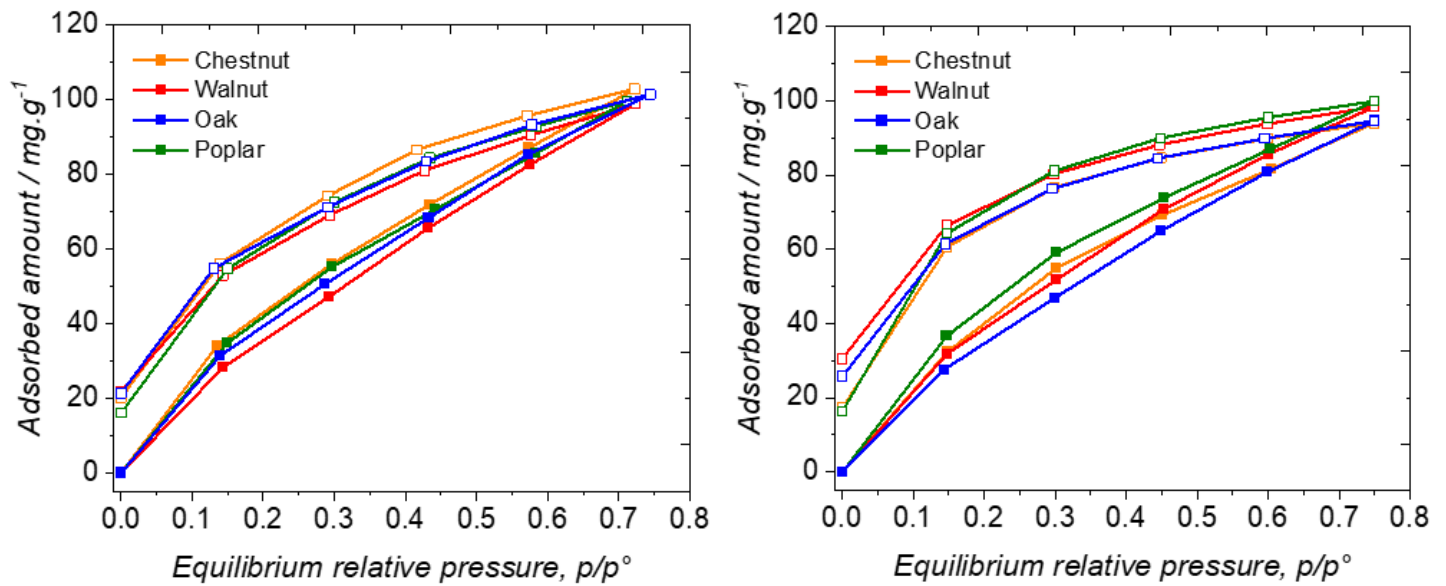 120
100
80
60
40
20
0
Adsorbed amount / mg.g⁻¹
Chestnut
Walnut
Oak
Poplar
0.0 0.1 0.2 0.3 0.4 0.5 0.6 0.7 0.8
Equilibrium relative pressure, p/p°
120
100
80
60
40
20
0
Adsorbed amount / mg.g⁻¹
Chestnut
Walnut
Oak
Poplar
0.0 0.1 0.2 0.3 0.4 0.5 0.6 0.7 0.8
Equilibrium relative pressure, p/p°